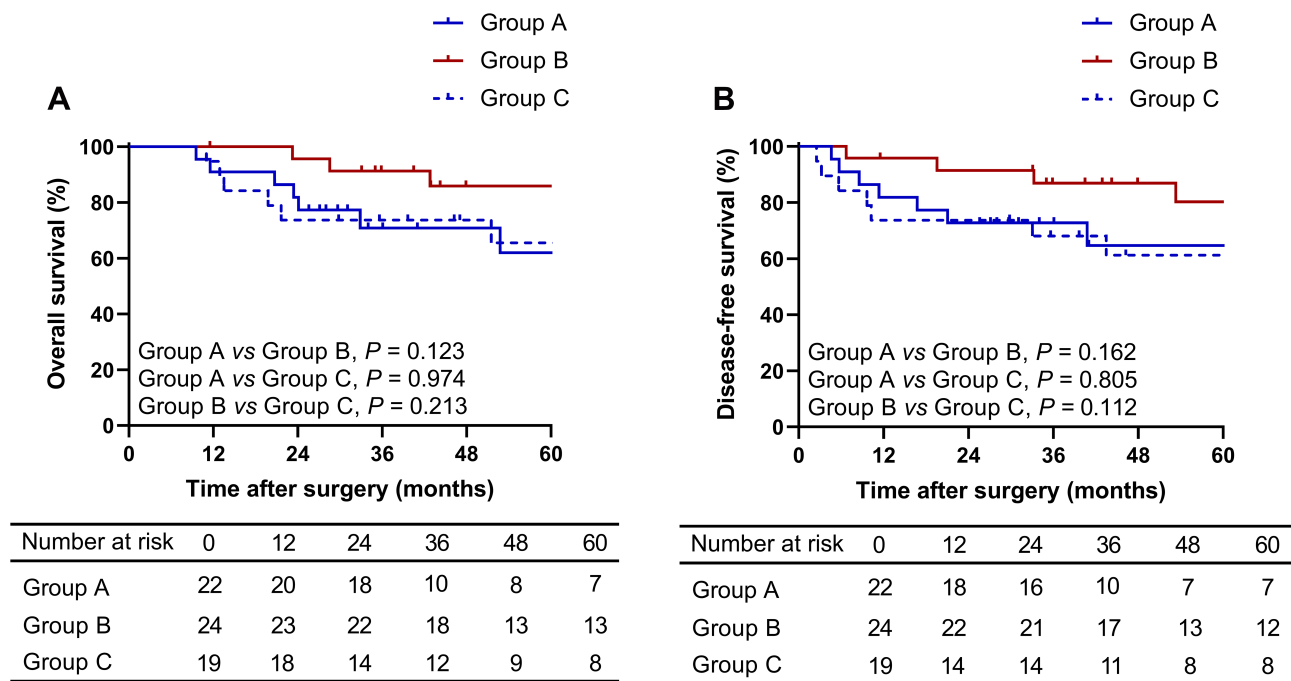 A
Group A
Group B
Group C
Overall survival (%)
100
80
60
40
20
0
Group A vs Group B, P = 0.123
Group A vs Group C, P = 0.974
Group B vs Group C, P = 0.213
0 12 24 36 48 60
Time after surgery (months)
Number at risk 0 12 24 36 48 60
Group A 22 20 18 10 8 7
Group B 24 23 22 18 13 13
Group C 19 18 14 12 9 8
B
Group A
Group B
Group C
Disease-free survival (%)
100
80
60
40
20
0
Group A vs Group B, P = 0.162
Group A vs Group C, P = 0.805
Group B vs Group C, P = 0.112
0 12 24 36 48 60
Time after surgery (months)
Number at risk 0 12 24 36 48 60
Group A 22 18 16 10 7 7
Group B 24 22 21 17 13 12
Group C 19 14 14 11 8 8